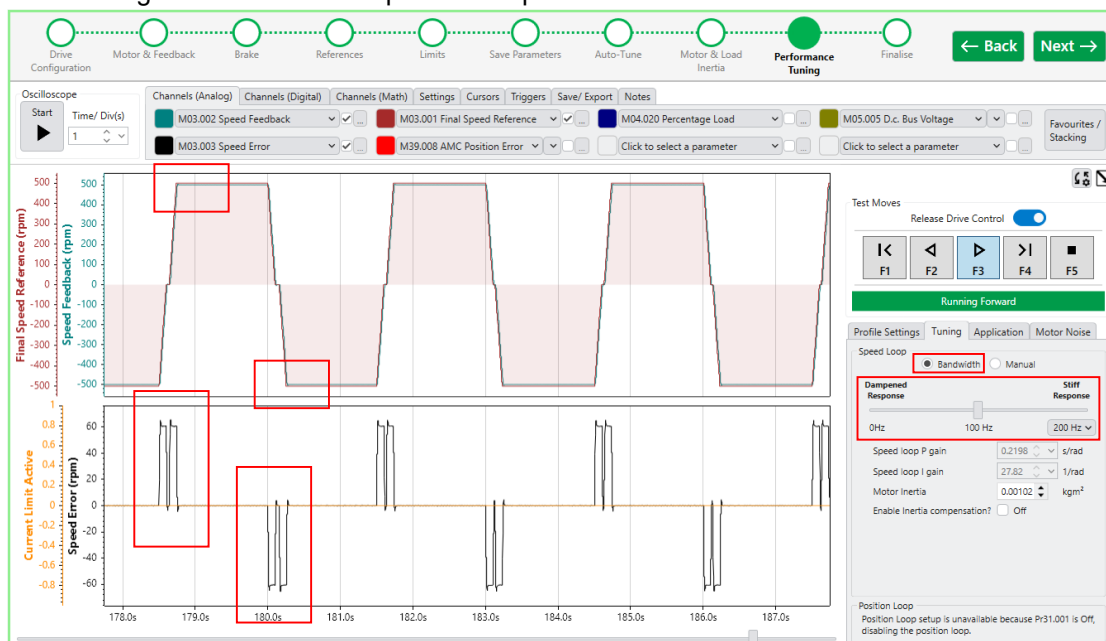 Drive
Configuration
Motor & Feedback
Brake
References
Limits
Save Parameters
Auto-Tune
Motor & Load
Inertia
Performance
Tuning
Finalise
← Back
Next →
Oscilloscope
Start
Time/ Div(s)
1
Channels (Analog)
Channels (Digital)
Channels (Math)
Settings
Cursors
Triggers
Save/ Export
Notes
M03.002 Speed Feedback
M03.001 Final Speed Reference
M04.020 Percentage Load
M05.005 D.c. Bus Voltage
M03.003 Speed Error
M39.008 AMC Position Error
Click to select a parameter
Click to select a parameter
Favourites /
Stacking
Final Speed Reference (rpm)
500
400
300
200
100
0
-100
-200
-300
-400
-500
Speed Feedback (rpm)
500
400
300
200
100
0
-100
-200
-300
-400
-500
Current Limit Active
1
0.8
0.6
0.4
0.2
0
-0.2
-0.4
-0.6
-0.8
Speed Error (rpm)
60
40
20
0
-20
-40
-60
178.0s
179.0s
180.0s
181.0s
182.0s
183.0s
184.0s
185.0s
186.0s
187.0s
Test Moves
Release Drive Control
F1
F2
F3
F4
F5
Running Forward
Profile Settings
Tuning
Application
Motor Noise
Speed Loop
Bandwidth
Manual
Dampened
Response
Stiff
Response
0Hz
100 Hz
200 Hz
Speed loop P gain 0.2198 s/rad
Speed loop I gain 27.82 1/rad
Motor Inertia 0.00102 kgm²
Enable Inertia compensation? Off
Position Loop
Position Loop setup is unavailable because Pr31.001 is Off,
disabling the position loop.